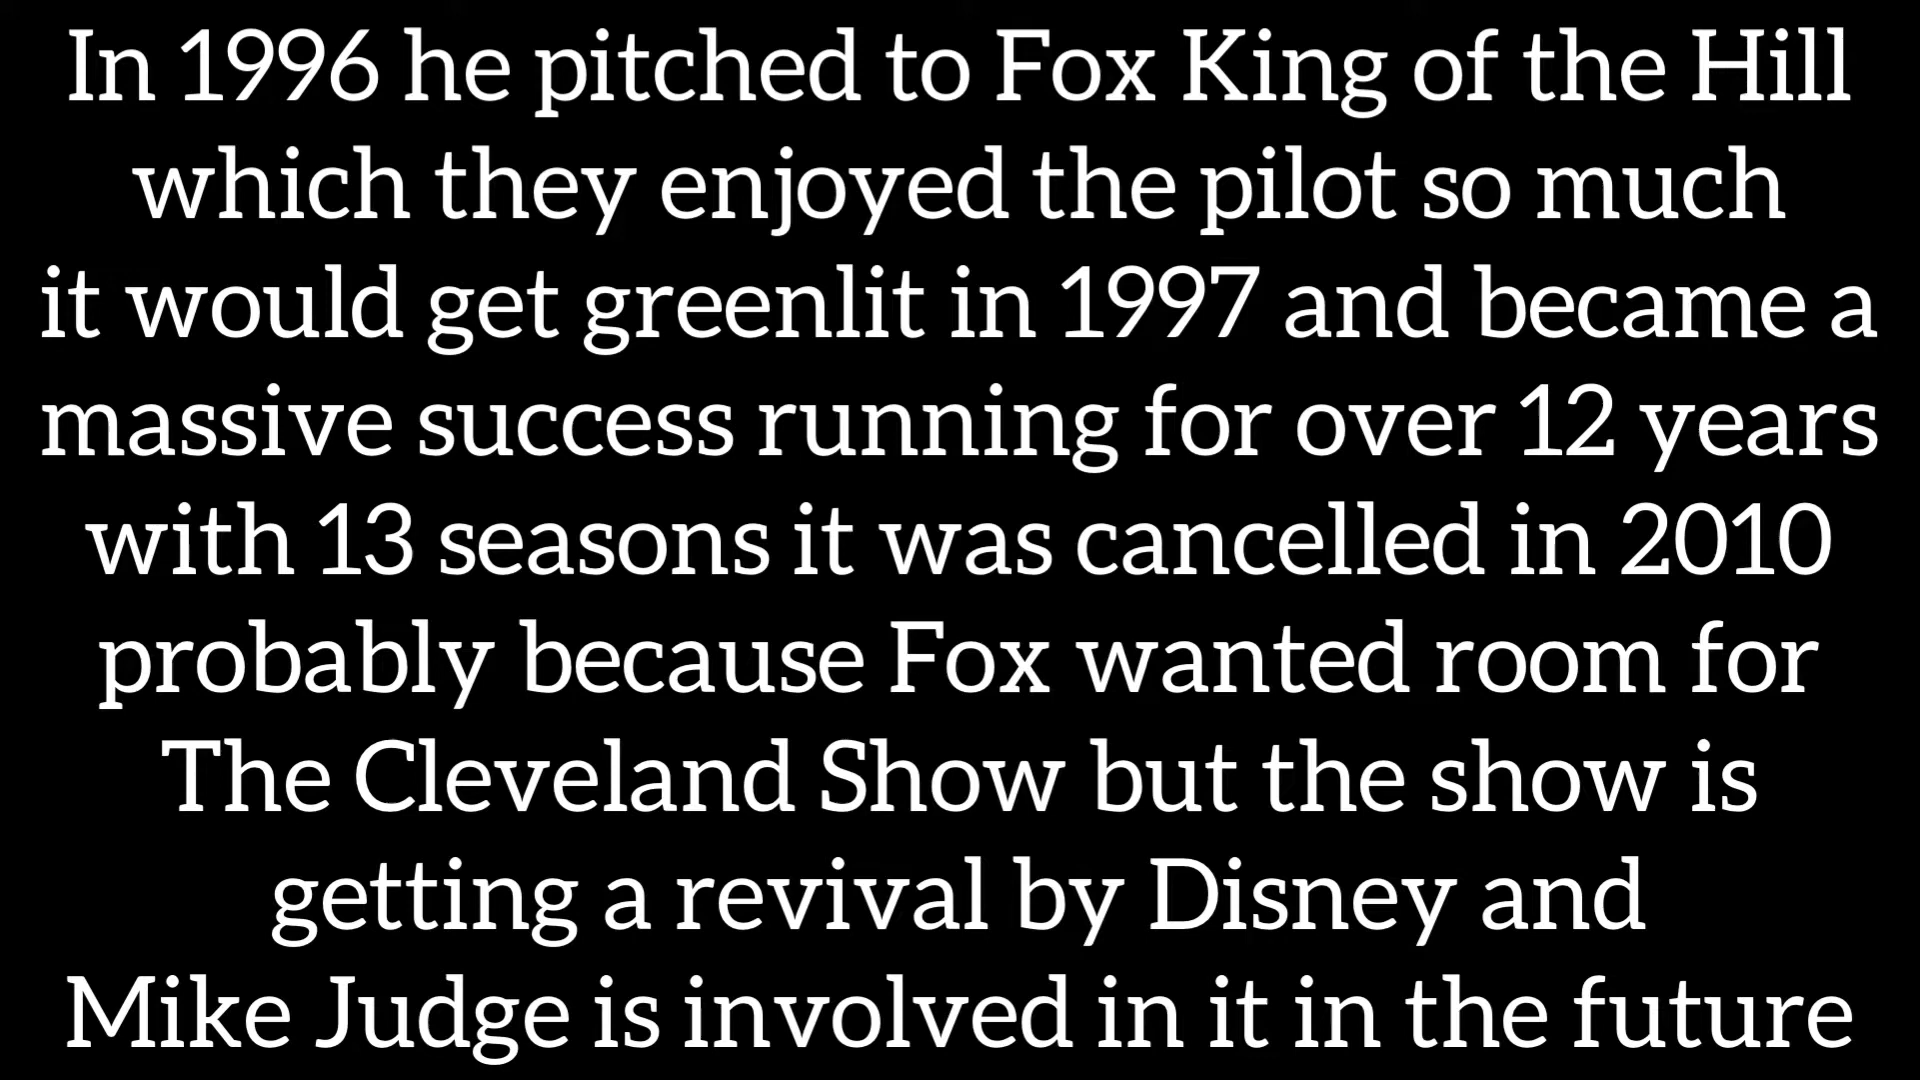 In 1996 he pitched to Fox King of the Hill
which they enjoyed the pilot so much
it would get greenlit in 1997 and became a
massive success running for over 12 years
with 13 seasons it was cancelled in 2010
probably because Fox wanted room for
The Cleveland Show but the show is
getting a revival by Disney and
Mike Judge is involved in it in the future